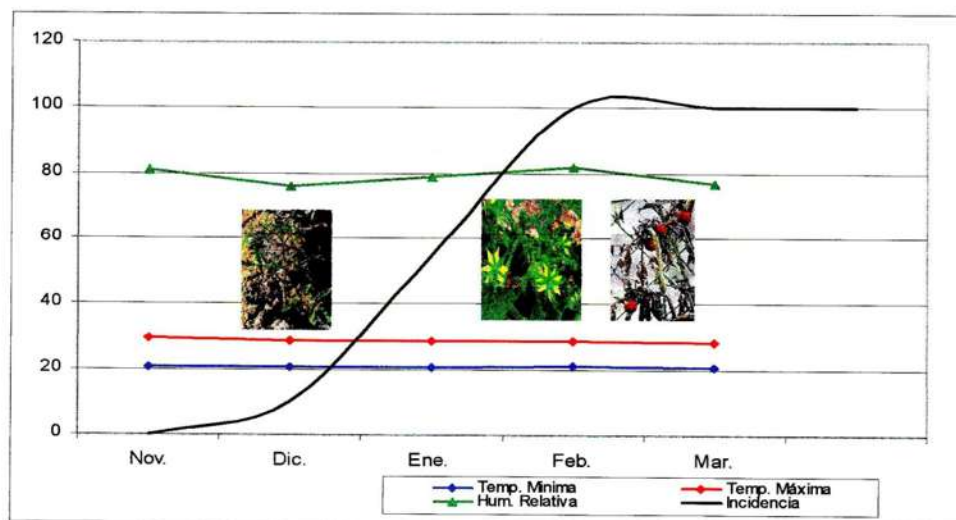 120
100
80
60
40
20
0
Nov. Dic. Ene. Feb. Mar.
Temp. Minima Temp. Máxima
Hum. Relativa Incidencia